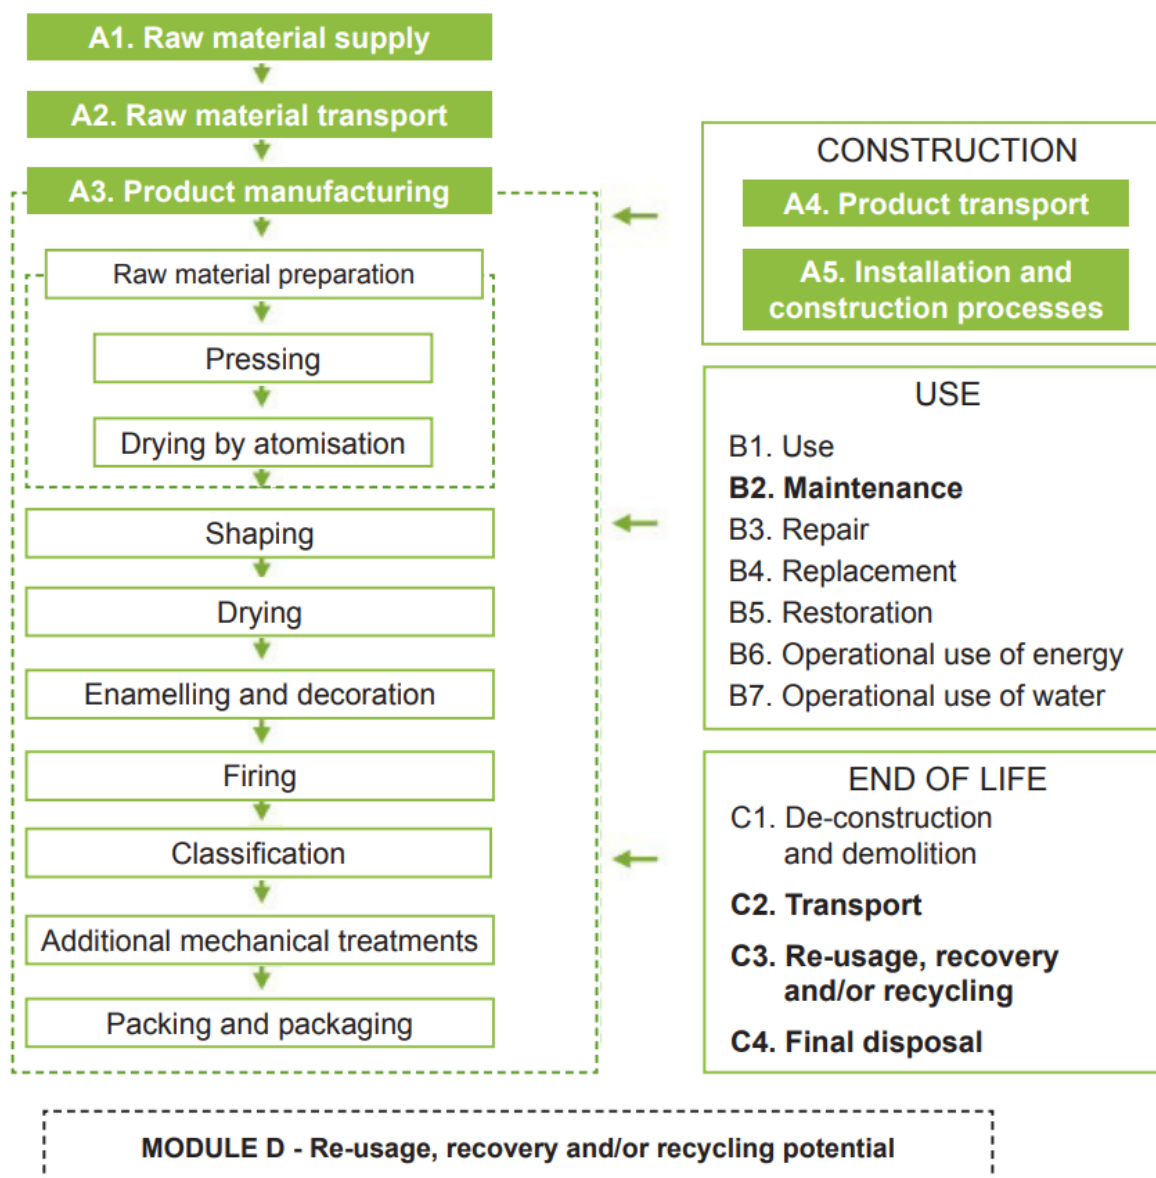 A1. Raw material supply
A2. Raw material transport
A3. Product manufacturing
Raw material preparation
Pressing
Drying by atomisation
Shaping
Drying
Enamelling and decoration
Firing
Classification
Additional mechanical treatments
Packing and packaging
CONSTRUCTION
A4. Product transport
A5. Installation and
construction processes
USE
B1. Use
B2. Maintenance
B3. Repair
B4. Replacement
B5. Restoration
B6. Operational use of energy
B7. Operational use of water
END OF LIFE
C1. De-construction
and demolition
C2. Transport
C3. Re-usage, recovery
and/or recycling
C4. Final disposal
MODULE D - Re-usage, recovery and/or recycling potential